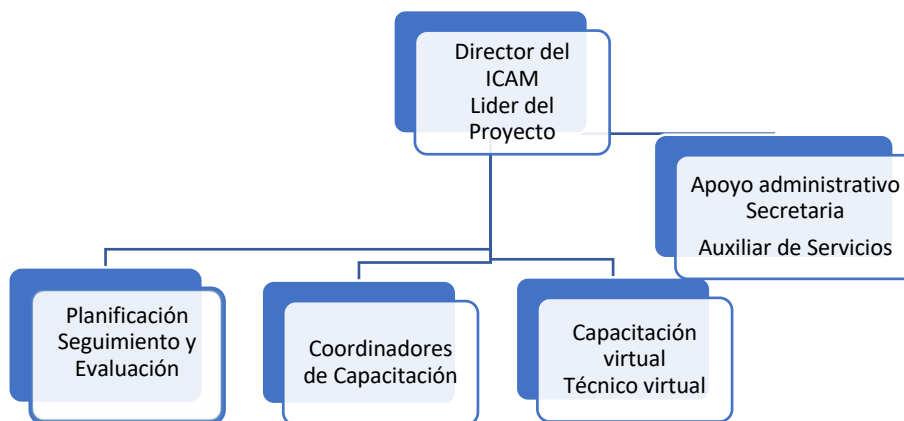 Director del
ICAM
Lider del
Proyecto
Apoyo administrativo
Secretaria
Auxiliar de Servicios
Planificación
Seguimiento y
Evaluación
Coordinadores
de Capacitación
Capacitación
virtual
Técnico virtual